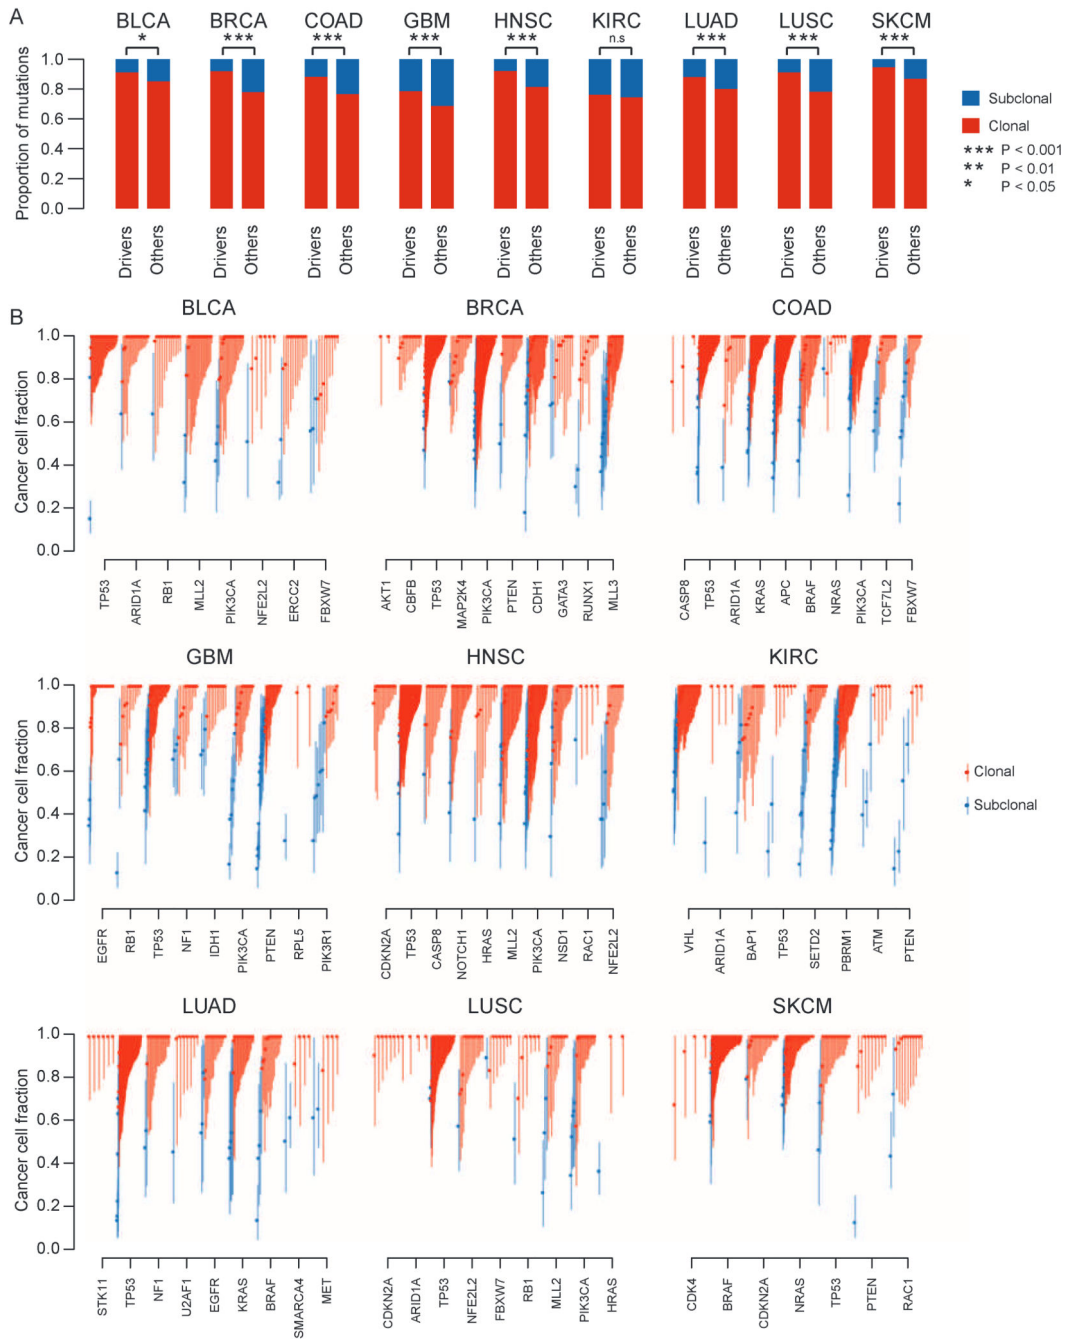 A
BLCA BRCA COAD GBM HNSC KIRC LUAD LUSC SKCM
* *** *** *** *** n.s *** *** ***
Proportion of mutations
1.0
0.8
0.6
0.4
0.2
0.0
Drivers Others Drivers Others Drivers Others Drivers Others Drivers Others Drivers Others Drivers Others Drivers Others Drivers Others
Subclonal
Clonal
*** P < 0.001
** P < 0.01
* P < 0.05
B
BLCA BRCA COAD
Cancer cell fraction
1.0
0.8
0.6
0.4
0.2
0.0
TP53 ARID1A RB1 MLL2 PIK3CA NFE2L2 ERCC2 FBXW7
AKT1 CBFB TP53 MAP2K4 PIK3CA PTEN CDH1 GATA3 RUNX1 MLL3
CASP8 TP53 ARID1A KRAS APC BRAF NRAS PIK3CA TCF7L2 FBXW7
GBM HNSC KIRC
Cancer cell fraction
1.0
0.8
0.6
0.4
0.2
0.0
EGFR RB1 TP53 NF1 IDH1 PIK3CA PTEN RPL5 PIK3R1
CDKN2A TP53 CASP8 NOTCH1 HRAS MLL2 PIK3CA NSD1 RAC1 NFE2L2
VHL ARID1A BAP1 TP53 SETD2 PBRM1 ATM PTEN
Clonal
Subclonal
LUAD LUSC SKCM
Cancer cell fraction
1.0
0.8
0.6
0.4
0.2
0.0
STK11 TP53 NF1 U2AF1 EGFR KRAS BRAF SMARCA4 MET
CDKN2A ARID1A TP53 NFE2L2 FBXW7 RB1 MLL2 PIK3CA HRAS
CDK4 BRAF CDKN2A NRAS TP53 PTEN RAC1